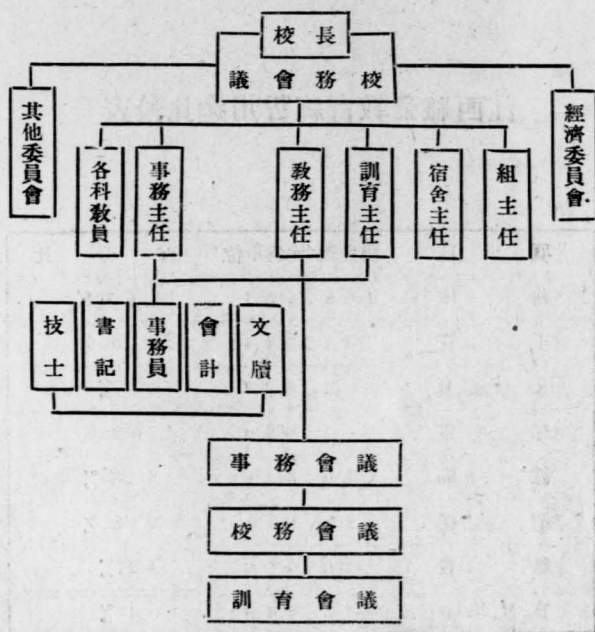 校長
校務會議
經濟委員會
其他委員會
組主任
宿舍主任
訓育主任
敎務主任
事務主任
各科敎員
文牘
會計
事務員
書記
技士
事務會議
校務會議
訓育會議